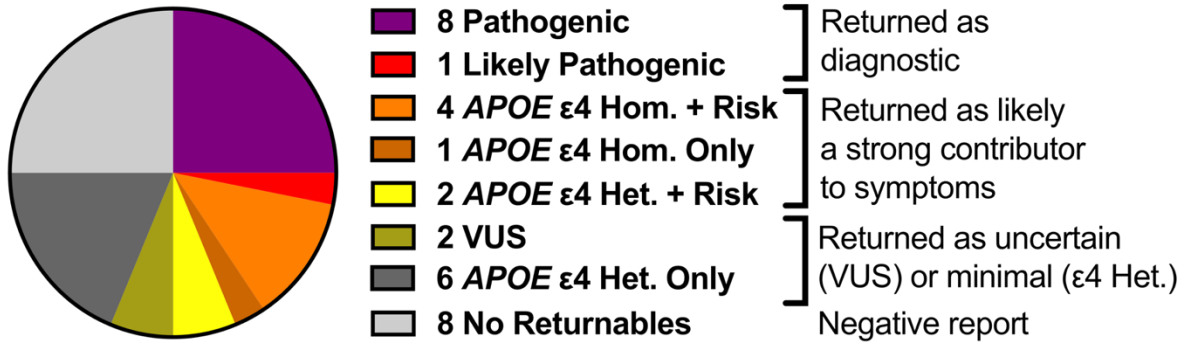 8 Pathogenic
1 Likely Pathogenic
Returned as
diagnostic
4 APOE ε4 Hom. + Risk
1 APOE ε4 Hom. Only
2 APOE ε4 Het. + Risk
Returned as likely
a strong contributor
to symptoms
2 VUS
6 APOE ε4 Het. Only
Returned as uncertain
(VUS) or minimal (ε4 Het.)
8 No Returnables
Negative report